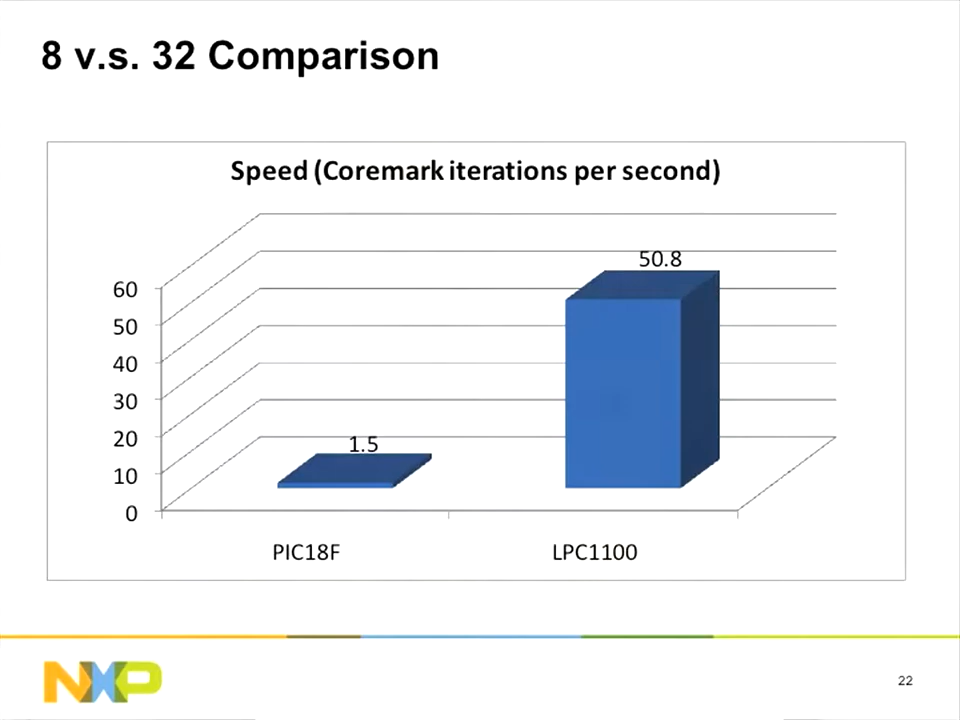 8 v.s. 32 Comparison
Speed (Coremark iterations per second)
60
50
40
30
20
10
0
1.5
50.8
PIC18F
LPC1100
NXP
22